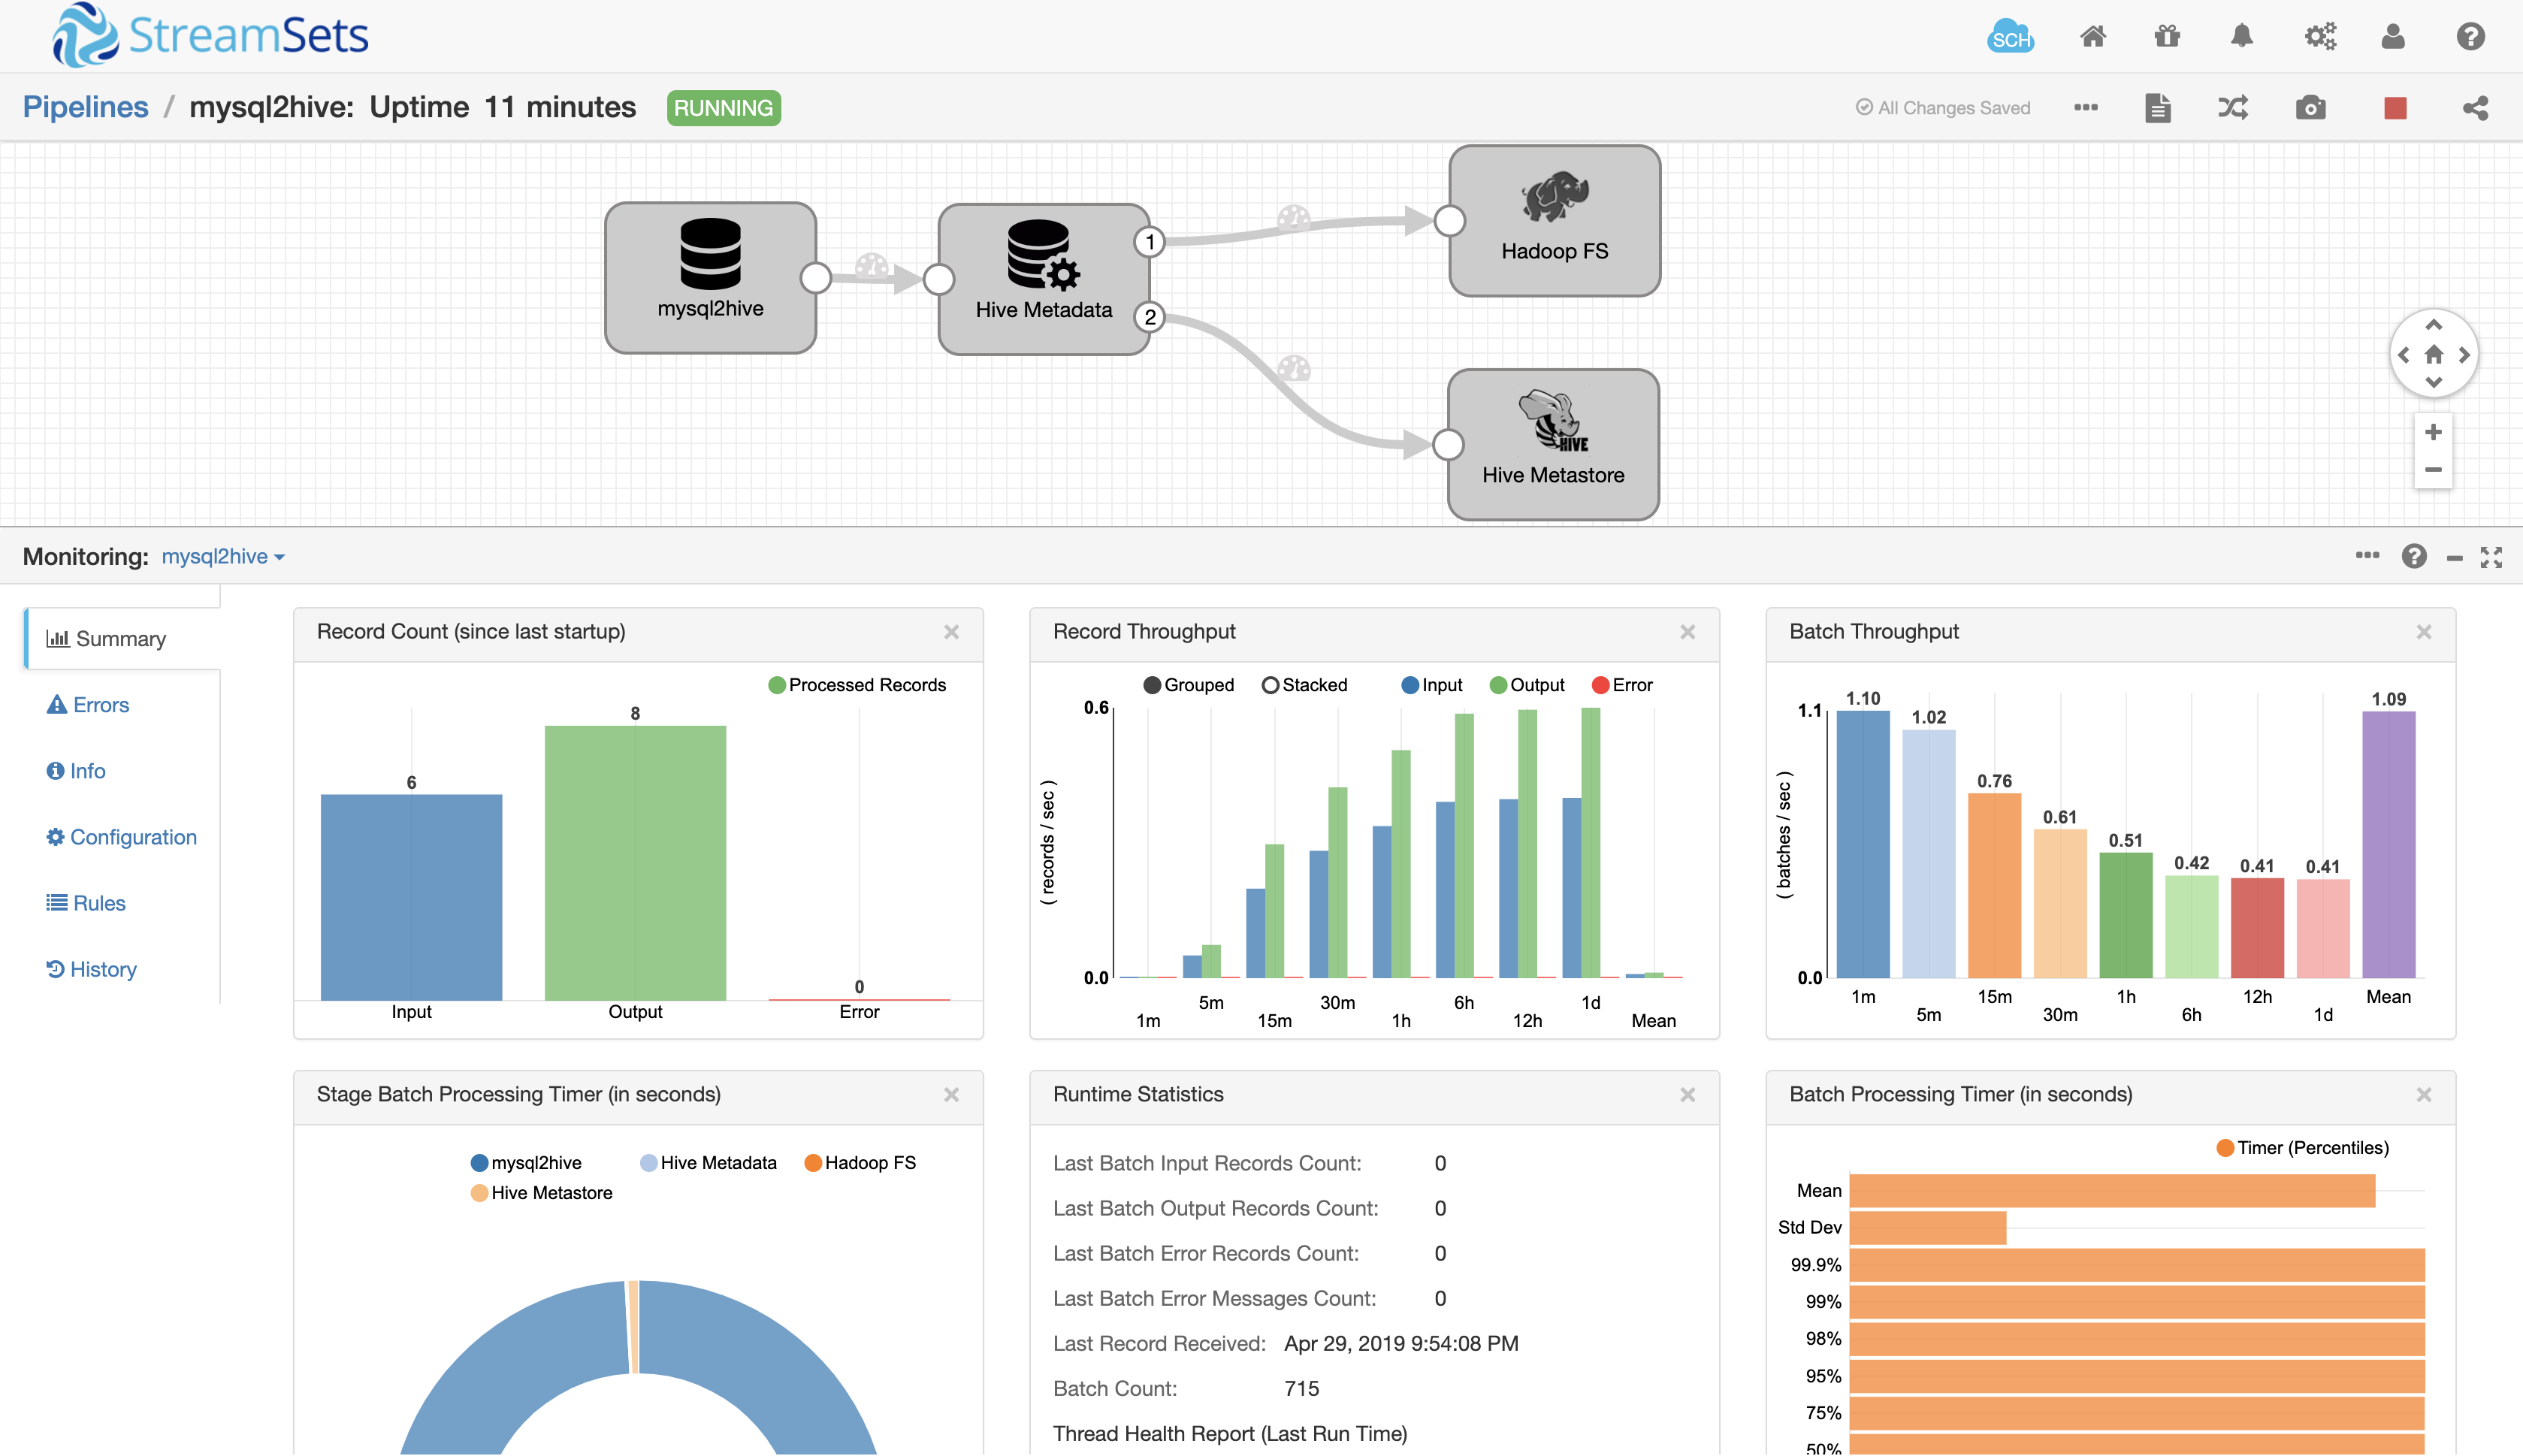 StreamSets
SCH
Pipelines / mysql2hive: Uptime 11 minutes RUNNING
All Changes Saved
mysql2hive
Hive Metadata
1
2
Hadoop FS
HIVE
Hive Metastore
Monitoring: mysql2hive
Summary
Errors
Info
Configuration
Rules
History
Record Count (since last startup)
Processed Records
6
8
0
Input Output Error
Record Throughput
Grouped Stacked Input Output Error
0.6
( records / sec )
0.0
1m 5m 15m 30m 1h 6h 12h 1d Mean
Batch Throughput
1.1
( batches / sec )
0.0
1.10 1.02 0.76 0.61 0.51 0.42 0.41 0.41 1.09
1m 5m 15m 30m 1h 6h 12h 1d Mean
Stage Batch Processing Timer (in seconds)
mysql2hive Hive Metadata Hadoop FS
Hive Metastore
Runtime Statistics
Last Batch Input Records Count: 0
Last Batch Output Records Count: 0
Last Batch Error Records Count: 0
Last Batch Error Messages Count: 0
Last Record Received: Apr 29, 2019 9:54:08 PM
Batch Count: 715
Thread Health Report (Last Run Time)
Batch Processing Timer (in seconds)
Timer (Percentiles)
Mean
Std Dev
99.9%
99%
98%
95%
75%
50%